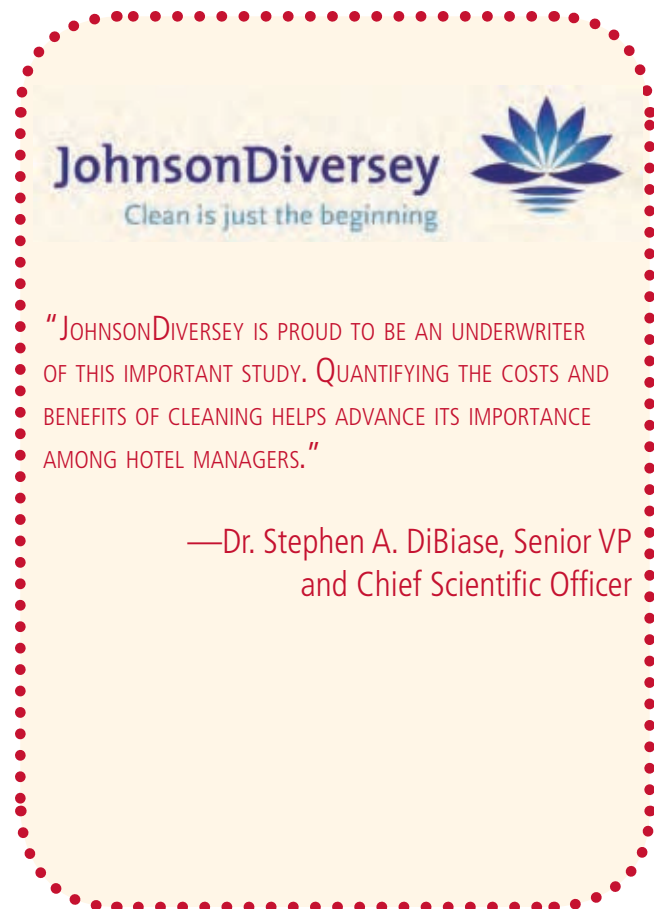 JohnsonDiversey
Clean is just the beginning
"JohnsonDiversey is proud to be an underwriter
of this important study. Quantifying the costs and
benefits of cleaning helps advance its importance
among hotel managers."
—Dr. Stephen A. DiBiase, Senior VP
and Chief Scientific Officer